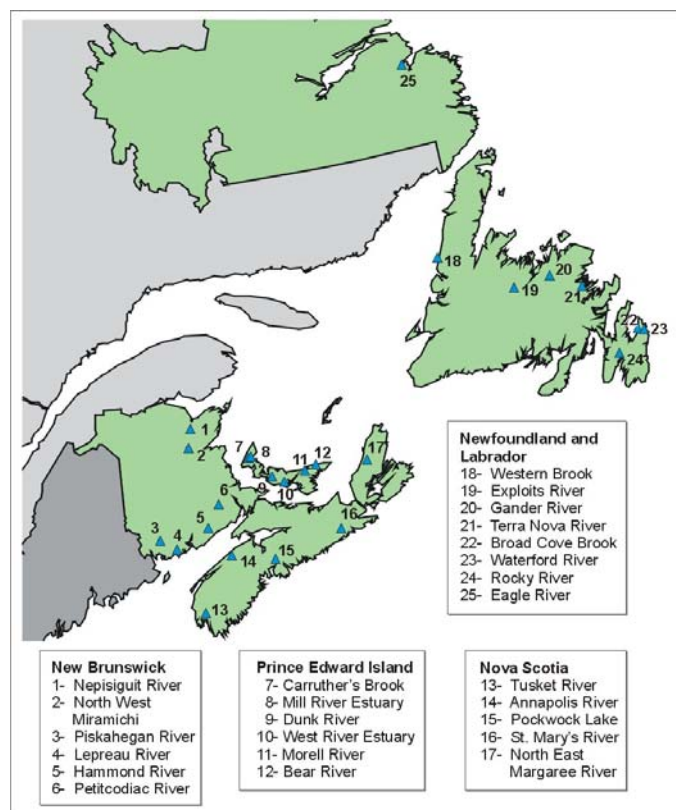 25
18
20
19
21
22
23
24
1
2
7
8
9
10
11
12
17
6
5
3
4
16
15
14
13
Newfoundland and
Labrador
18- Western Brook
19- Exploits River
20- Gander River
21- Terra Nova River
22- Broad Cove Brook
23- Waterford River
24- Rocky River
25- Eagle River
New Brunswick
1- Nepisiguit River
2- North West
Miramichi
3- Piskahegan River
4- Lepreau River
5- Hammond River
6- Petitcodiac River
Prince Edward Island
7- Carruther's Brook
8- Mill River Estuary
9- Dunk River
10- West River Estuary
11- Morell River
12- Bear River
Nova Scotia
13- Tusket River
14- Annapolis River
15- Pockwock Lake
16- St. Mary's River
17- North East
Margaree River